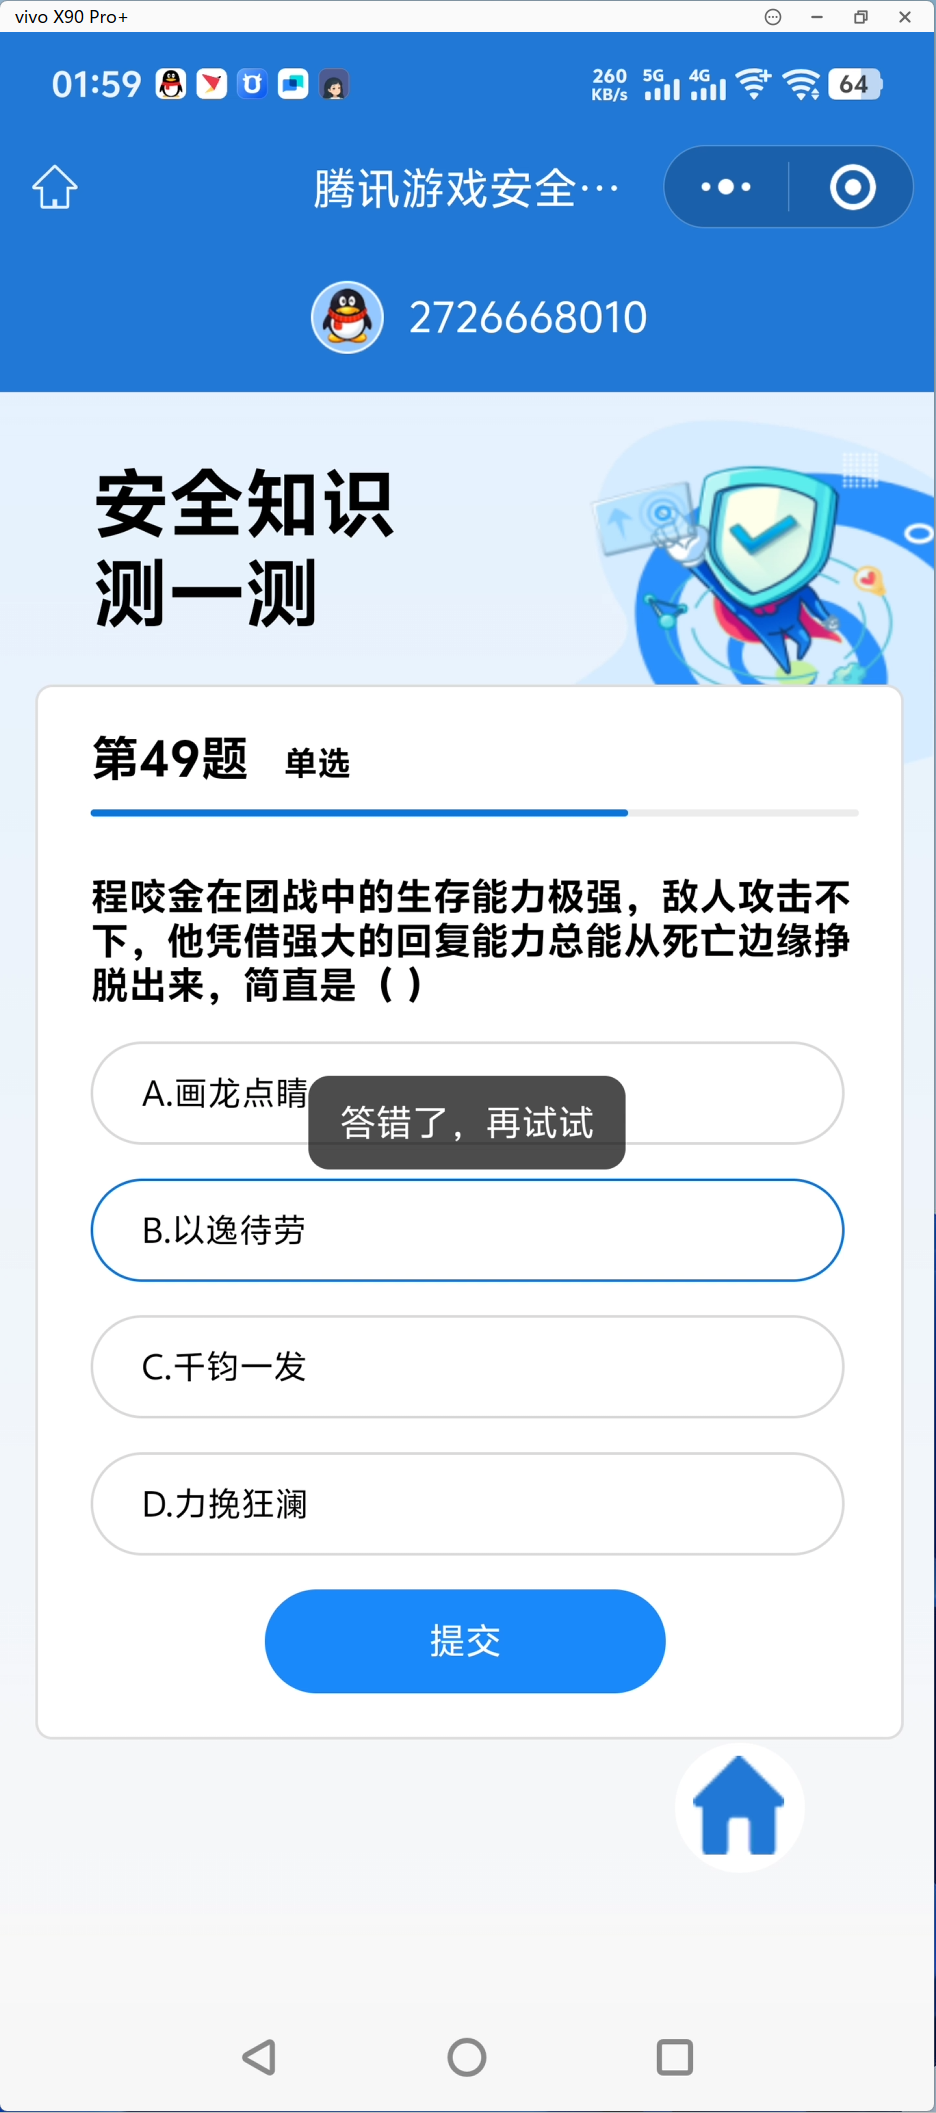 vivo X90 Pro+
01:59 260 KB/s 5G 4G 64
腾讯游戏安全…
2726668010
安全知识
测一测
第49题 单选
程咬金在团战中的生存能力极强，敌人攻击不
下，他凭借强大的回复能力总能从死亡边缘挣
脱出来，简直是（ ）
A.画龙点睛
答错了，再试试
B.以逸待劳
C.千钧一发
D.力挽狂澜
提交